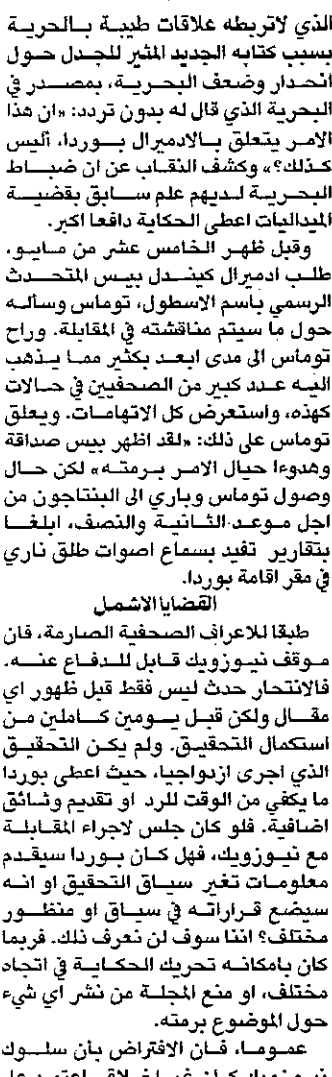 الذي لاتربطه علاقات طيبة بالحرية
بسبب كتابه الجديد المثير للجدل حول
انحدار وضعف البحرية، بمصدر في
البحرية الذي قال له بدون تردد: «ان هذا
الامر يتعلق بالادميرال بوردا، أليس
كذلك؟» وكشف النقاب عن ان ضباط
البحرية لديهم علم سابق بقضية
الميداليات اعطى الحكاية دافعا اكبر.
وقبل ظهر الخامس عشر من مايو،
طلب ادميرال كيندل بيس المتحدث
الرسمي باسم الاسطول، توماس وسأله
حول ما سيتم مناقشته في المقابلة. وراح
توماس الى مدى ابعد بكثير مما يذهب
اليه عدد كبير من الصحفيين في حالات
كهذه، واستعرض كل الاتهامات. ويعلق
توماس على ذلك: «لقد اظهر بيس صداقة
وهدوءا حيال الامر برمته» لكن حال
وصول توماس وباري الى البنتاجون من
اجل موعد الثانية والنصف، ابلغا
بتقارير تفيد بسماع اصوات طلق ناري
في مقر اقامة بوردا.
القضايا الاشمل
طبقا للاعراف الصحفية الصارمة، فان
موقف نيوزويك قابل للدفاع عنه.
فالانتحار حدث ليس فقط قبل ظهور اي
مقال ولكن قبل يومين كاملين من
استكمال التحقيق. ولم يكن التحقيق
الذي اجرى ازدواجيا، حيث اعطى بوردا
ما يكفي من الوقت للرد او تقديم وثائق
اضافية. فلو كان جلس لاجراء المقابلة
مع نيوزويك، فهل كان بوردا سيقدم
معلومات تغير سياق التحقيق او انه
سيضع قراراته في سياق او منظور
مختلف؟ اننا سوف لن نعرف ذلك. فربما
كان بامكانه تحريك الحكاية في اتجاه
مختلف، او منع المجلة من نشر اي شيء
حول الموضوع برمته.
عموما، فان الافتراض بأن سلوك